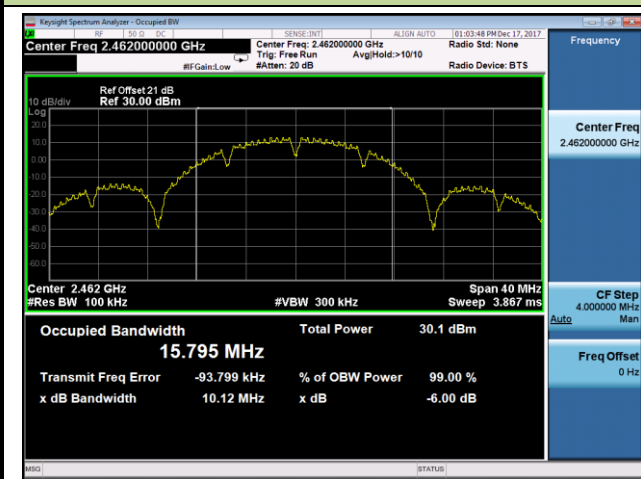 Keysight Spectrum Analyzer - Occupied BW
RF 50 Ω DC SENSE:INT ALIGN AUTO 01:03:48 PM Dec 17, 2017
Center Freq 2.462000000 GHz Center Freq: 2.462000000 GHz Radio Std: None Frequency
Trig: Free Run Avg|Hold:>10/10
#IFGain:Low #Atten: 20 dB Radio Device: BTS
Ref Offset 21 dB
10 dB/div Ref 30.00 dBm
Log
20.0
10.0
0.00
-10.0
-20.0
-30.0
-40.0
-50.0
-60.0
Center Freq
2.462000000 GHz
Center 2.462 GHz Span 40 MHz
#Res BW 100 kHz #VBW 300 kHz Sweep 3.867 ms
CF Step
4.000000 MHz
Auto Man
Occupied Bandwidth Total Power 30.1 dBm
15.795 MHz
Freq Offset
0 Hz
Transmit Freq Error -93.799 kHz % of OBW Power 99.00 %
x dB Bandwidth 10.12 MHz x dB -6.00 dB
MSG STATUS